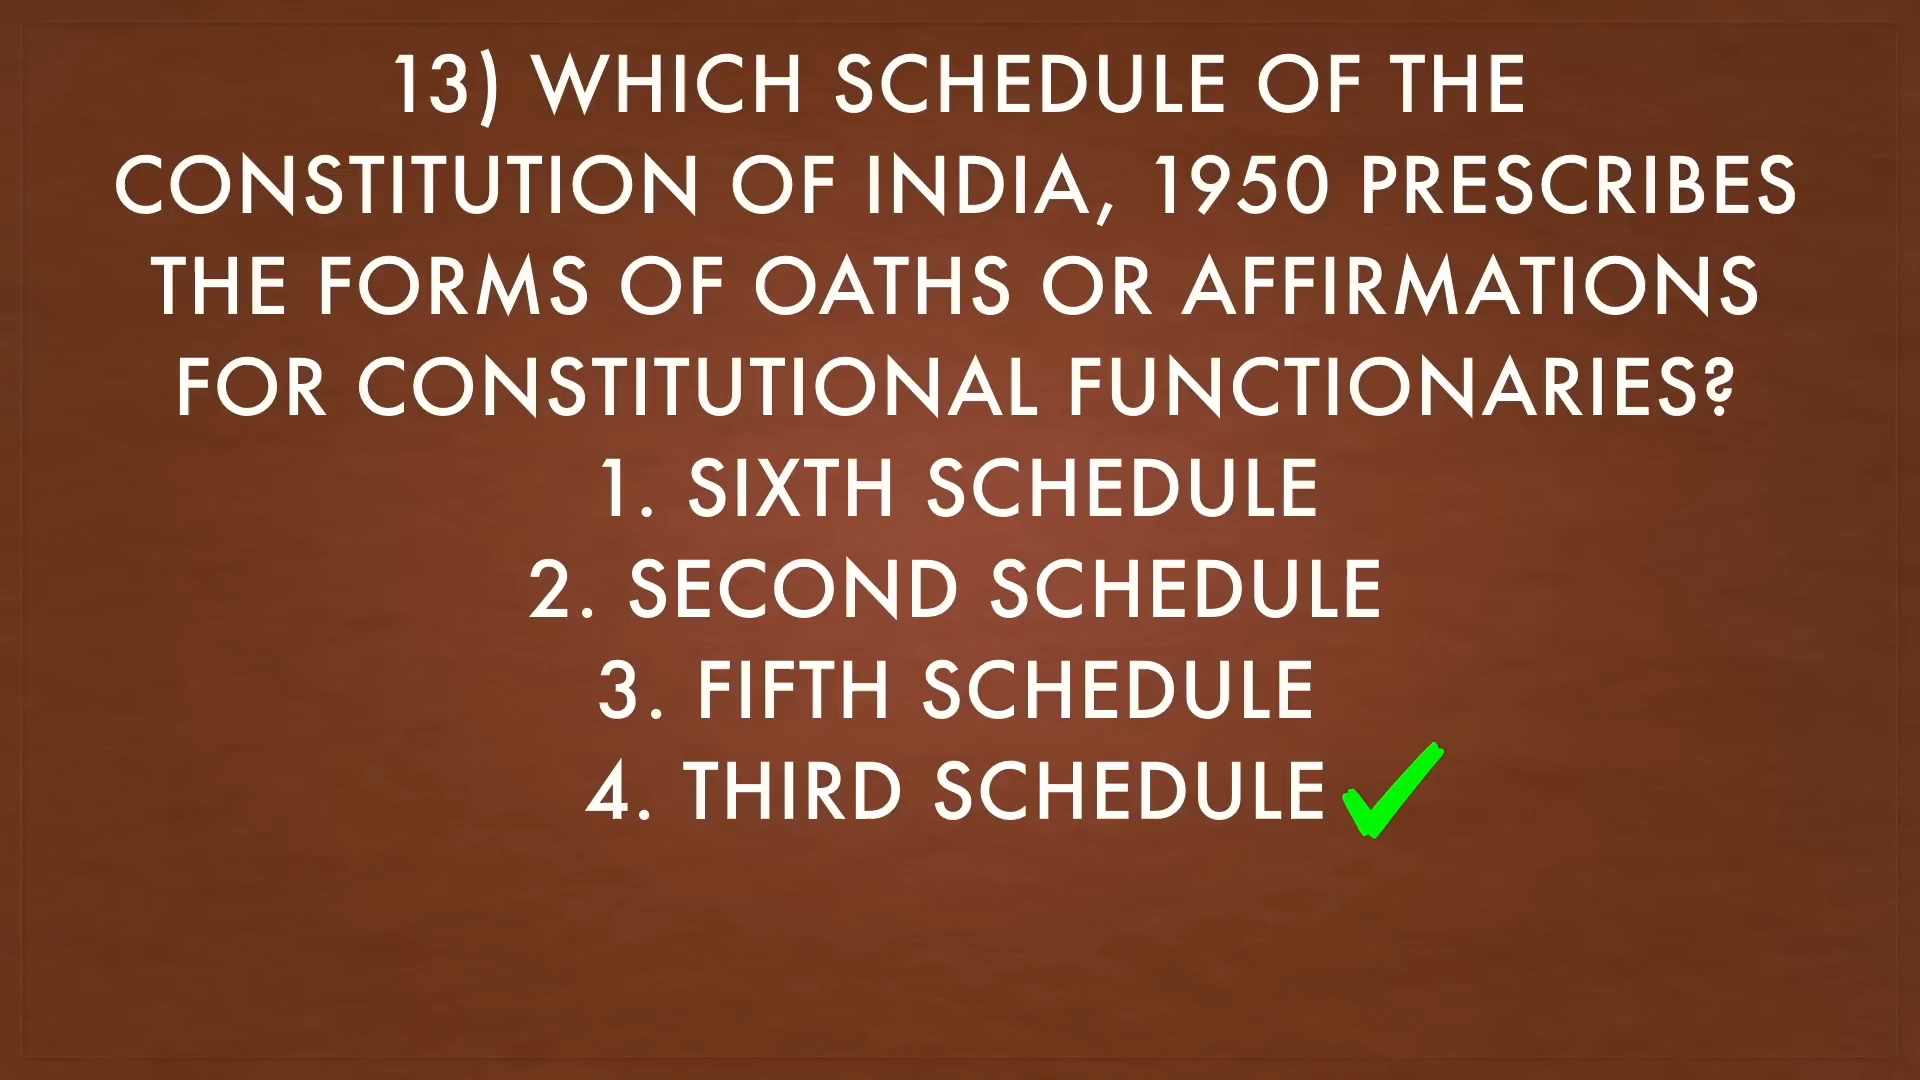 13) WHICH SCHEDULE OF THE
CONSTITUTION OF INDIA, 1950 PRESCRIBES
THE FORMS OF OATHS OR AFFIRMATIONS
FOR CONSTITUTIONAL FUNCTIONARIES?
1. SIXTH SCHEDULE
2. SECOND SCHEDULE
3. FIFTH SCHEDULE
4. THIRD SCHEDULE